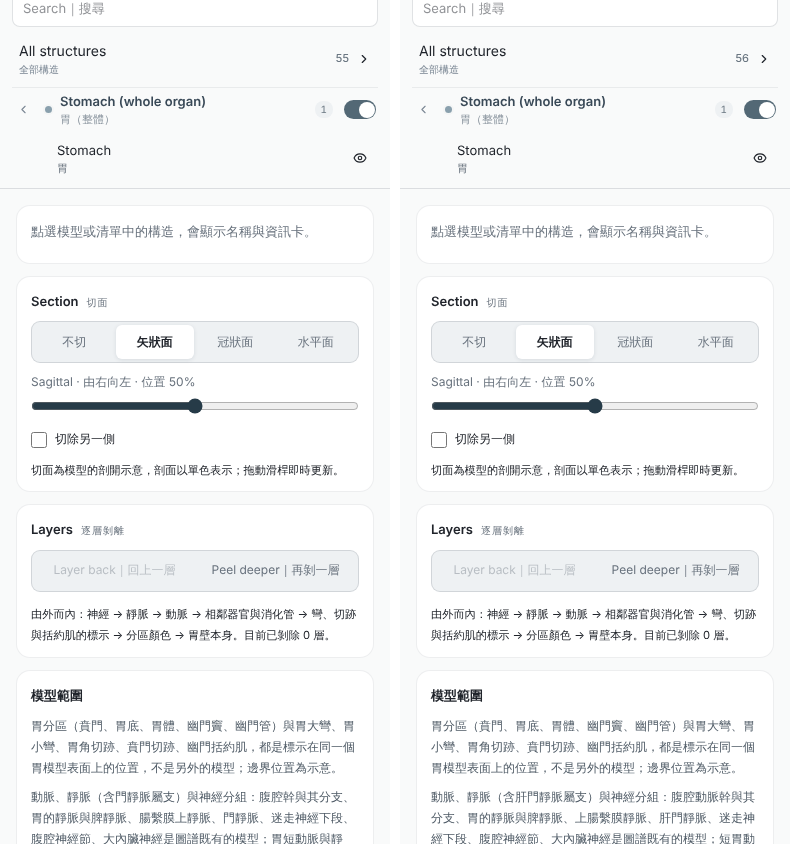 Search | 搜尋
All structures
全部構造
55
Stomach (whole organ)
胃（整體）
1
Stomach
胃
點選模型或清單中的構造，會顯示名稱與資訊卡。
Section 切面
不切 矢狀面 冠狀面 水平面
Sagittal · 由右向左 · 位置 50%
切除另一側
切面為模型的剖開示意，剖面以單色表示；拖動滑桿即時更新。
Layers 逐層剝離
Layer back | 回上一層 Peel deeper | 再剝一層
由外而內：神經 → 靜脈 → 動脈 → 相鄰器官與消化管 → 彎、切跡
與括約肌的標示 → 分區顏色 → 胃壁本身。目前已剝除 0 層。
模型範圍
胃分區（賁門、胃底、胃體、幽門竇、幽門管）與胃大彎、胃
小彎、胃角切跡、賁門切跡、幽門括約肌，都是標示在同一個
胃模型表面上的位置，不是另外的模型；邊界位置為示意。
動脈、靜脈（含門靜脈屬支）與神經分組：腹腔幹與其分支、
胃的靜脈與脾靜脈、腸繫膜上靜脈、門靜脈、迷走神經下段、
腹腔神經節、大內臟神經是圖譜既有的模型；胃短動脈與靜
Search | 搜尋
All structures
全部構造
56
Stomach (whole organ)
胃（整體）
1
Stomach
胃
點選模型或清單中的構造，會顯示名稱與資訊卡。
Section 切面
不切 矢狀面 冠狀面 水平面
Sagittal · 由右向左 · 位置 50%
切除另一側
切面為模型的剖開示意，剖面以單色表示；拖動滑桿即時更新。
Layers 逐層剝離
Layer back | 回上一層 Peel deeper | 再剝一層
由外而內：神經 → 靜脈 → 動脈 → 相鄰器官與消化管 → 彎、切跡
與括約肌的標示 → 分區顏色 → 胃壁本身。目前已剝除 0 層。
模型範圍
胃分區（賁門、胃底、胃體、幽門竇、幽門管）與胃大彎、胃
小彎、胃角切跡、賁門切跡、幽門括約肌，都是標示在同一個
胃模型表面上的位置，不是另外的模型；邊界位置為示意。
動脈、靜脈（含肝門靜脈屬支）與神經分組：腹腔動脈幹與其
分支、胃的靜脈與脾靜脈、上腸繫膜靜脈、肝門靜脈、迷走神
經下段、腹腔神經節、大內臟神經是圖譜既有的模型；短胃動